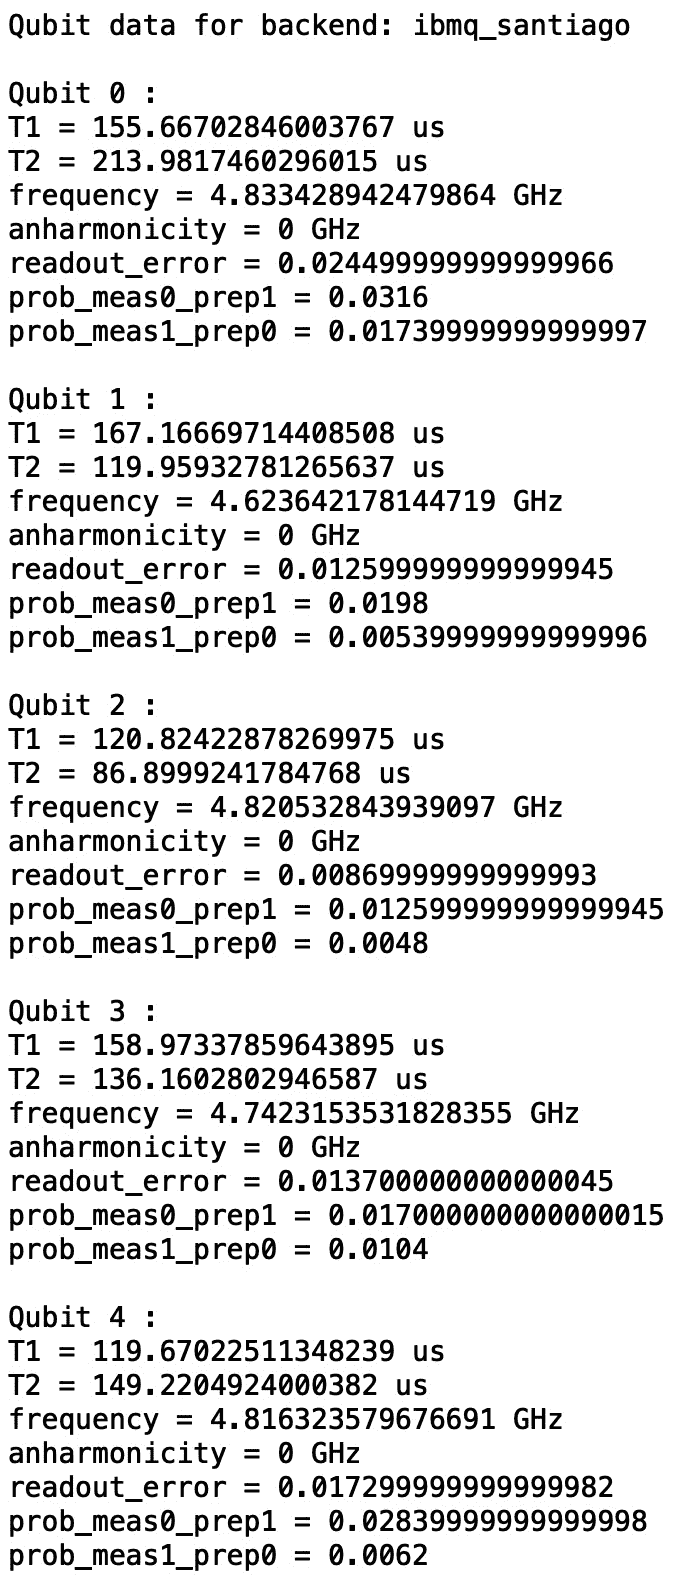 Qubit data for backend: ibmq_santiago
Qubit 0 :
T1 = 155.66702846003767 us
T2 = 213.9817460296015 us
frequency = 4.833428942479864 GHz
anharmonicity = 0 GHz
readout_error = 0.024499999999999966
prob_meas0_prep1 = 0.0316
prob_meas1_prep0 = 0.01739999999999997
Qubit 1 :
T1 = 167.16669714408508 us
T2 = 119.95932781265637 us
frequency = 4.623642178144719 GHz
anharmonicity = 0 GHz
readout_error = 0.012599999999999945
prob_meas0_prep1 = 0.0198
prob_meas1_prep0 = 0.00539999999999996
Qubit 2 :
T1 = 120.82422878269975 us
T2 = 86.8999241784768 us
frequency = 4.820532843939097 GHz
anharmonicity = 0 GHz
readout_error = 0.00869999999999993
prob_meas0_prep1 = 0.012599999999999945
prob_meas1_prep0 = 0.0048
Qubit 3 :
T1 = 158.97337859643895 us
T2 = 136.1602802946587 us
frequency = 4.7423153531828355 GHz
anharmonicity = 0 GHz
readout_error = 0.013700000000000045
prob_meas0_prep1 = 0.017000000000000015
prob_meas1_prep0 = 0.0104
Qubit 4 :
T1 = 119.67022511348239 us
T2 = 149.2204924000382 us
frequency = 4.816323579676691 GHz
anharmonicity = 0 GHz
readout_error = 0.017299999999999982
prob_meas0_prep1 = 0.02839999999999998
prob_meas1_prep0 = 0.0062